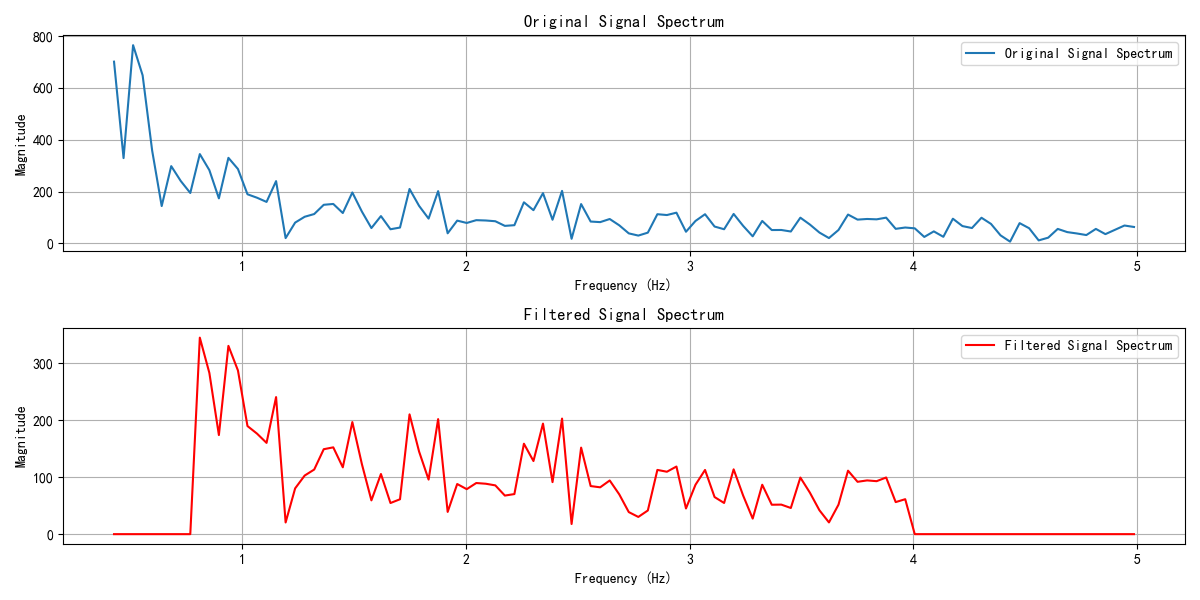 Original Signal Spectrum
800
600
400
200
0
Magnitude
Original Signal Spectrum
1 2 3 4 5
Frequency (Hz)
Filtered Signal Spectrum
300
200
100
0
Magnitude
Filtered Signal Spectrum
1 2 3 4 5
Frequency (Hz)